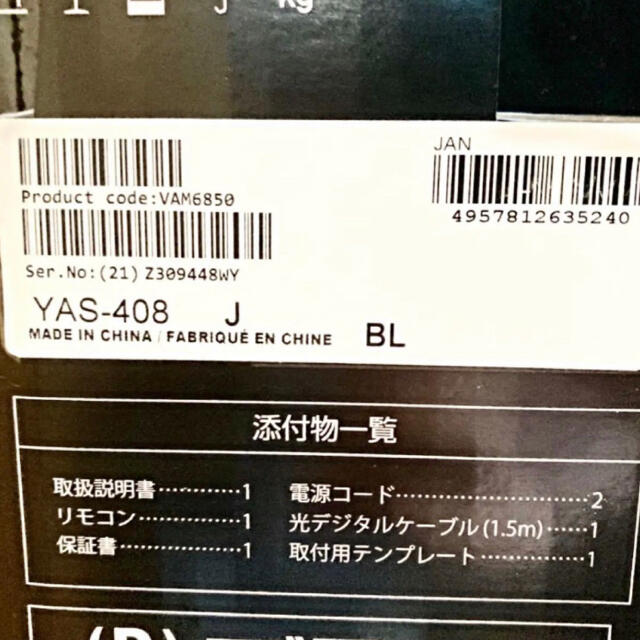 kg
JAN
Product code:VAM6850
4957812635240
Ser.No:(21) Z309448WY
YAS-408 J BL
MADE IN CHINA / FABRIQUÉ EN CHINE
添付物一覧
取扱説明書············1 電源コード····························2
リモコン···············1 光デジタルケーブル (1.5m)······1
保証書··················1 取付用テンプレート···············1